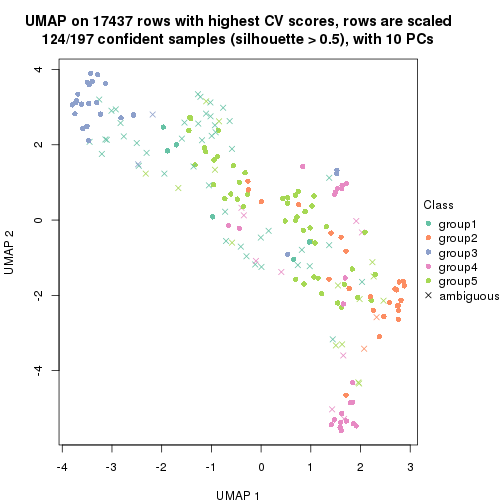 UMAP on 17437 rows with highest CV scores, rows are scaled
124/197 confident samples (silhouette > 0.5), with 10 PCs
4
2
0
-2
-4
UMAP 2
-4
-3
-2
-1
0
1
2
3
UMAP 1
Class
group1
group2
group3
group4
group5
ambiguous